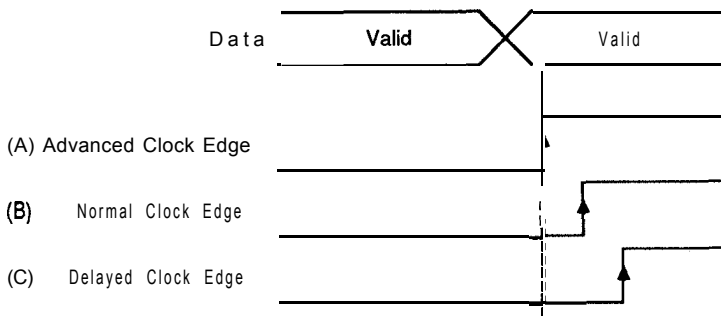 Data Valid Valid
(A) Advanced Clock Edge
(B) Normal Clock Edge
(C) Delayed Clock Edge